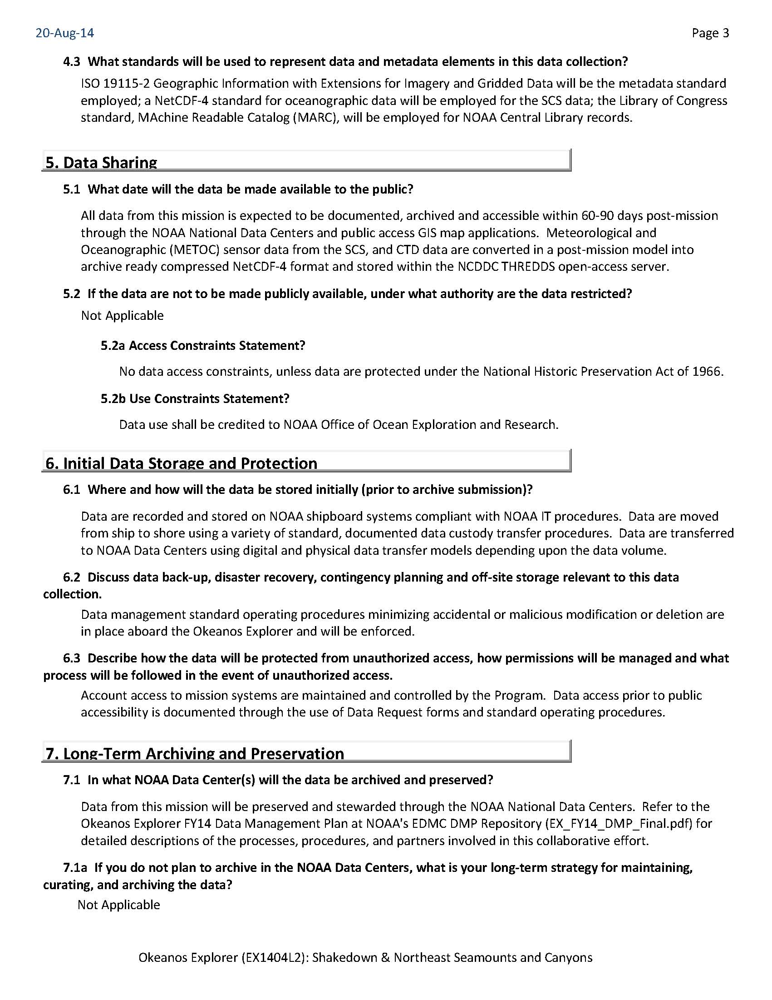 20-Aug-14 Page 3
4.3 What standards will be used to represent data and metadata elements in this data collection?
ISO 19115-2 Geographic Information with Extensions for Imagery and Gridded Data will be the metadata standard
employed; a NetCDF-4 standard for oceanographic data will be employed for the SCS data; the Library of Congress
standard, MAchine Readable Catalog (MARC), will be employed for NOAA Central Library records.
5. Data Sharing
5.1 What date will the data be made available to the public?
All data from this mission is expected to be documented, archived and accessible within 60-90 days post-mission
through the NOAA National Data Centers and public access GIS map applications. Meteorological and
Oceanographic (METOC) sensor data from the SCS, and CTD data are converted in a post-mission model into
archive ready compressed NetCDF-4 format and stored within the NCDDC THREDDS open-access server.
5.2 If the data are not to be made publicly available, under what authority are the data restricted?
Not Applicable
5.2a Access Constraints Statement?
No data access constraints, unless data are protected under the National Historic Preservation Act of 1966.
5.2b Use Constraints Statement?
Data use shall be credited to NOAA Office of Ocean Exploration and Research.
6. Initial Data Storage and Protection
6.1 Where and how will the data be stored initially (prior to archive submission)?
Data are recorded and stored on NOAA shipboard systems compliant with NOAA IT procedures. Data are moved
from ship to shore using a variety of standard, documented data custody transfer procedures. Data are transferred
to NOAA Data Centers using digital and physical data transfer models depending upon the data volume.
6.2 Discuss data back-up, disaster recovery, contingency planning and off-site storage relevant to this data
collection.
Data management standard operating procedures minimizing accidental or malicious modification or deletion are
in place aboard the Okeanos Explorer and will be enforced.
6.3 Describe how the data will be protected from unauthorized access, how permissions will be managed and what
process will be followed in the event of unauthorized access.
Account access to mission systems are maintained and controlled by the Program. Data access prior to public
accessibility is documented through the use of Data Request forms and standard operating procedures.
7. Long-Term Archiving and Preservation
7.1 In what NOAA Data Center(s) will the data be archived and preserved?
Data from this mission will be preserved and stewarded through the NOAA National Data Centers. Refer to the
Okeanos Explorer FY14 Data Management Plan at NOAA's EDMC DMP Repository (EX_FY14_DMP_Final.pdf) for
detailed descriptions of the processes, procedures, and partners involved in this collaborative effort.
7.1a If you do not plan to archive in the NOAA Data Centers, what is your long-term strategy for maintaining,
curating, and archiving the data?
Not Applicable
Okeanos Explorer (EX1404L2): Shakedown & Northeast Seamounts and Canyons